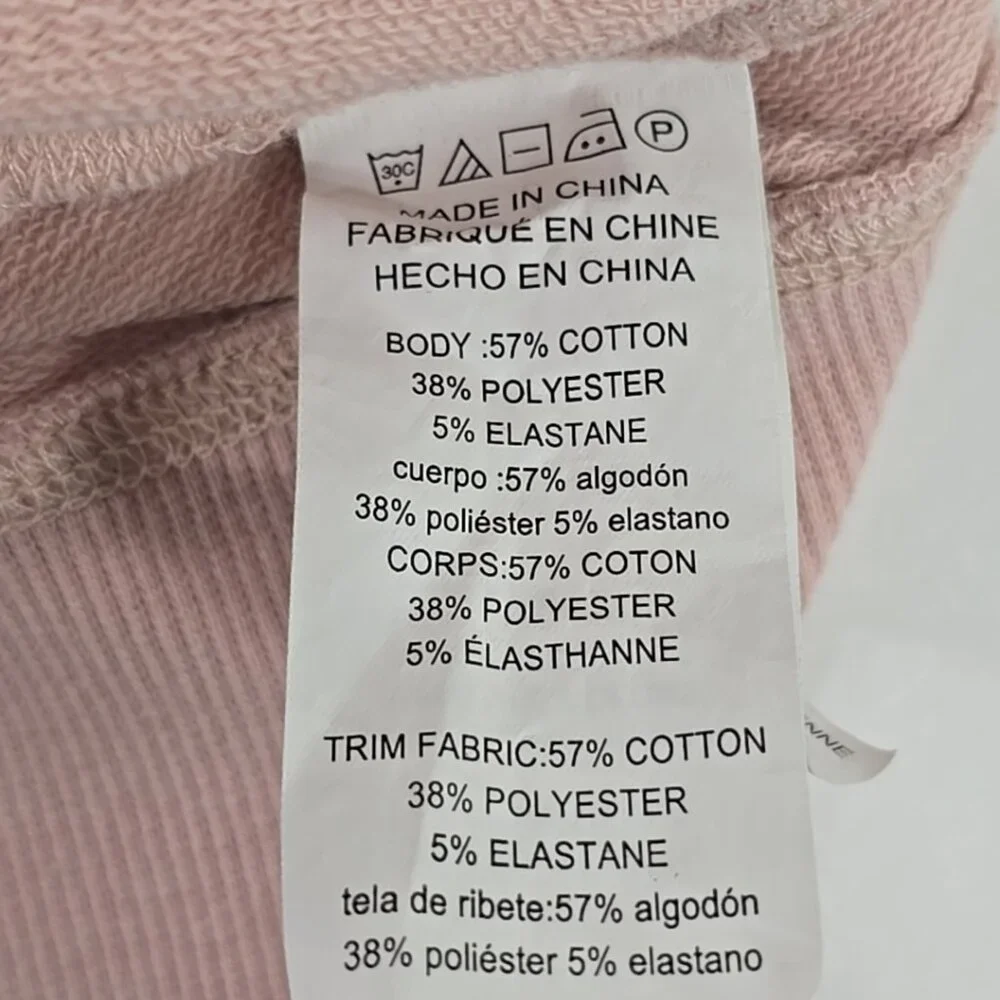 30C P
MADE IN CHINA
FABRIQUÉ EN CHINE
HECHO EN CHINA
BODY :57% COTTON
38% POLYESTER
5% ELASTANE
cuerpo :57% algodón
38% poliéster 5% elastano
CORPS:57% COTON
38% POLYESTER
5% ÉLASTHANNE
TRIM FABRIC:57% COTTON
38% POLYESTER
5% ELASTANE
tela de ribete:57% algodón
38% poliéster 5% elastano